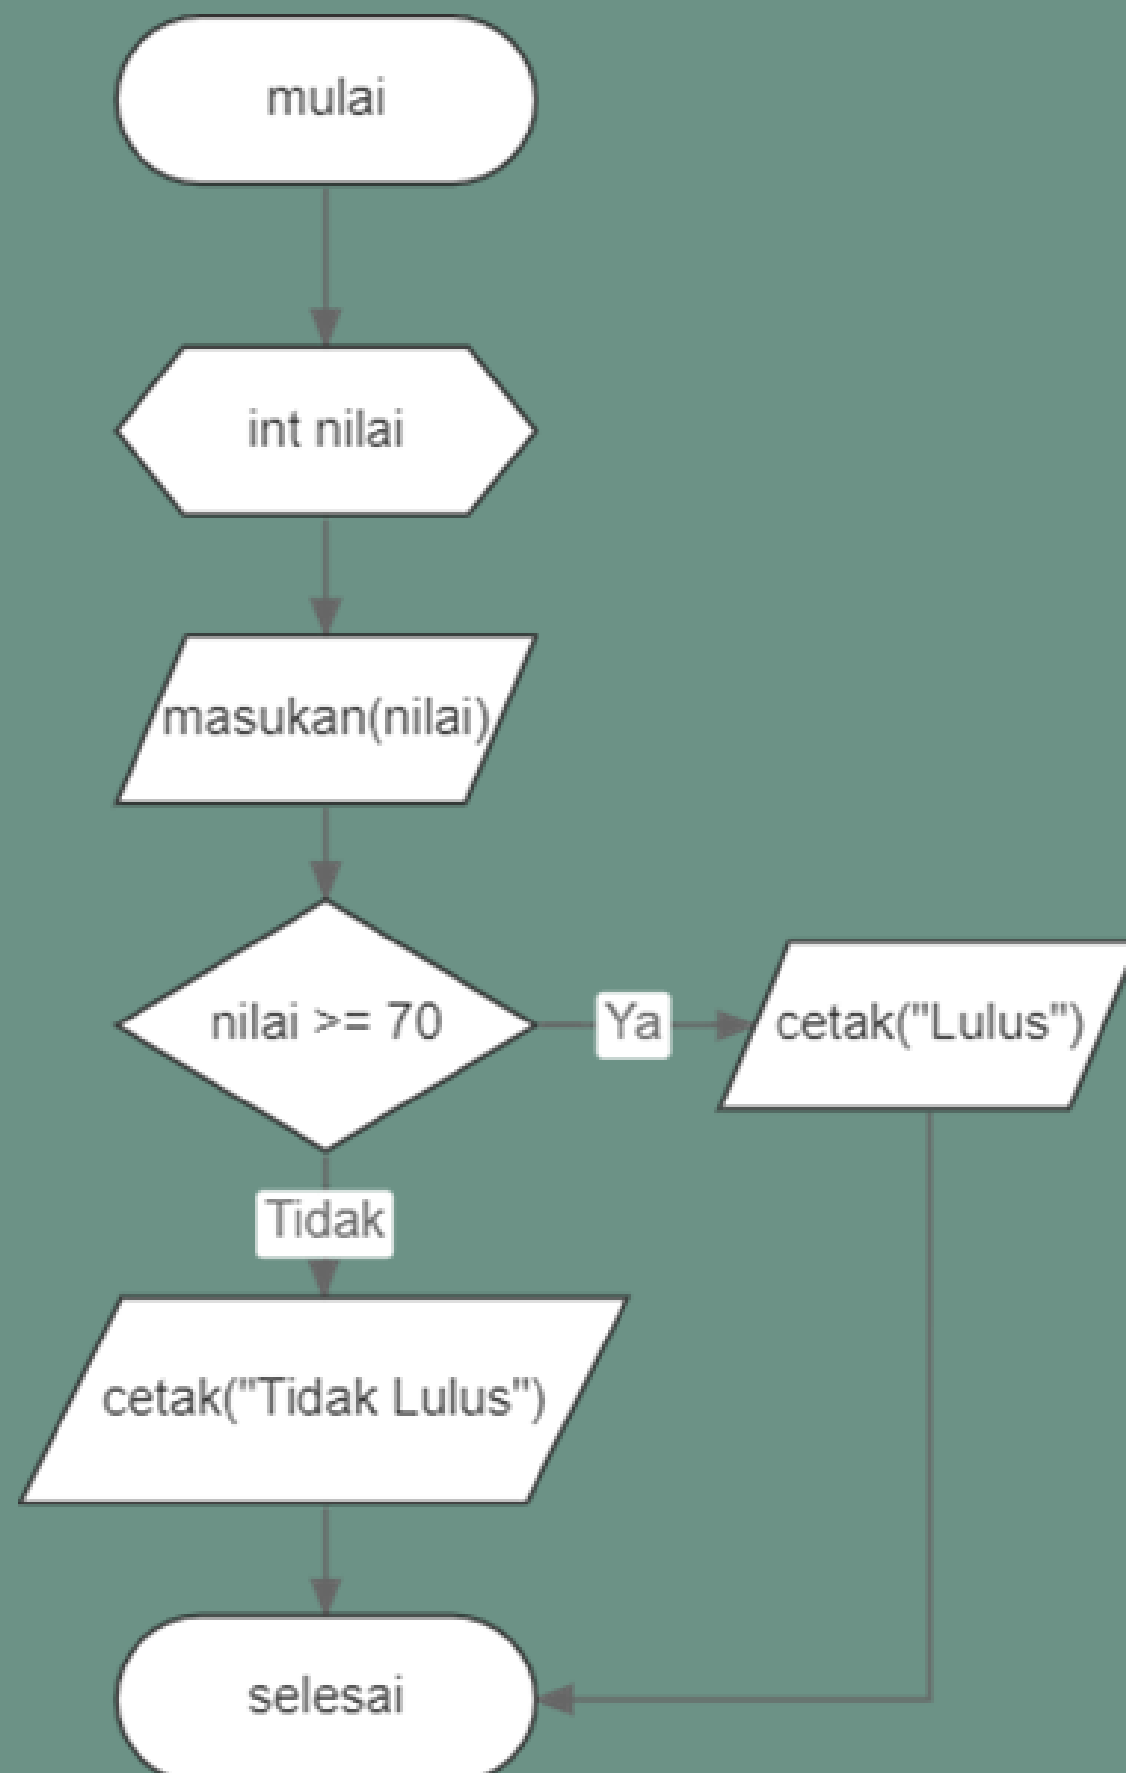 mulai
int nilai
masukan(nilai)
nilai >= 70
Ya
cetak("Lulus")
Tidak
cetak("Tidak Lulus")
selesai